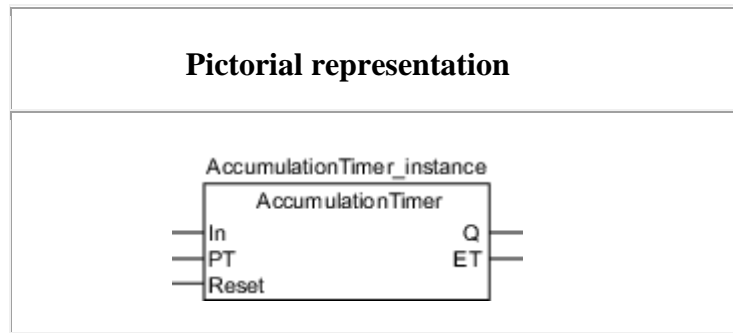 Pictorial representation
AccumulationTimer_instance
AccumulationTimer
In Q
PT ET
Reset